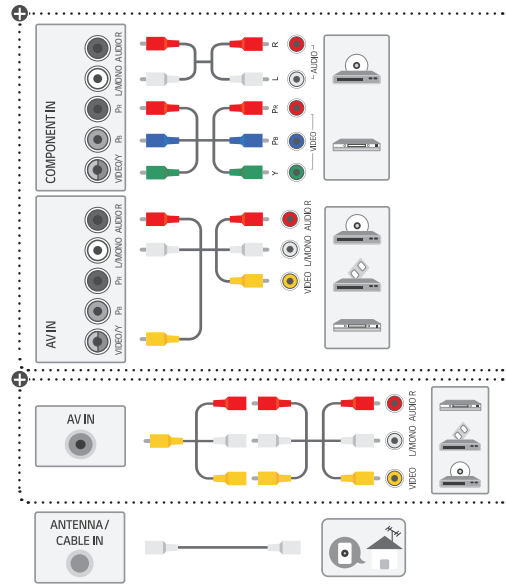 COMPONENT IN
AUDIO R
L/MONO
PR
PB
VIDEO/Y
R
L
AUDIO
PR
PB
Y
VIDEO
AV IN
AUDIO R
L/MONO
PR
PB
VIDEO/Y
AUDIO R
L/MONO
VIDEO
AV IN
AUDIO R
L/MONO
VIDEO
ANTENNA /
CABLE IN